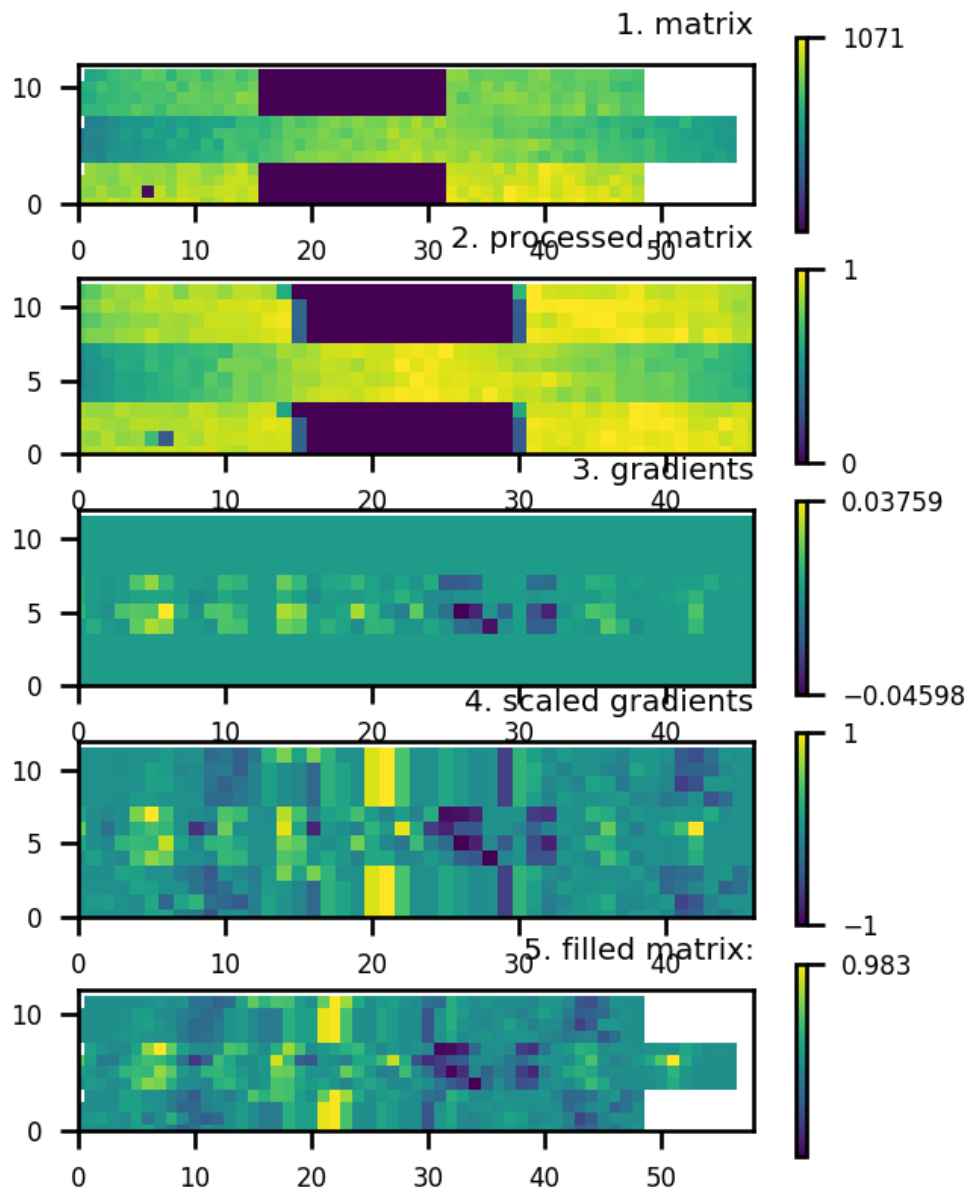 1. matrix
1071
10
0
0 10 20 30 40 50
2. processed matrix
1
10
5
0
0
0 10 20 30 40
3. gradients
0.03759
10
5
0
−0.04598
0 10 20 30 40
4. scaled gradients
1
10
5
0
−1
0 10 20 30 40
5. filled matrix:
0.983
10
0
0 10 20 30 40 50